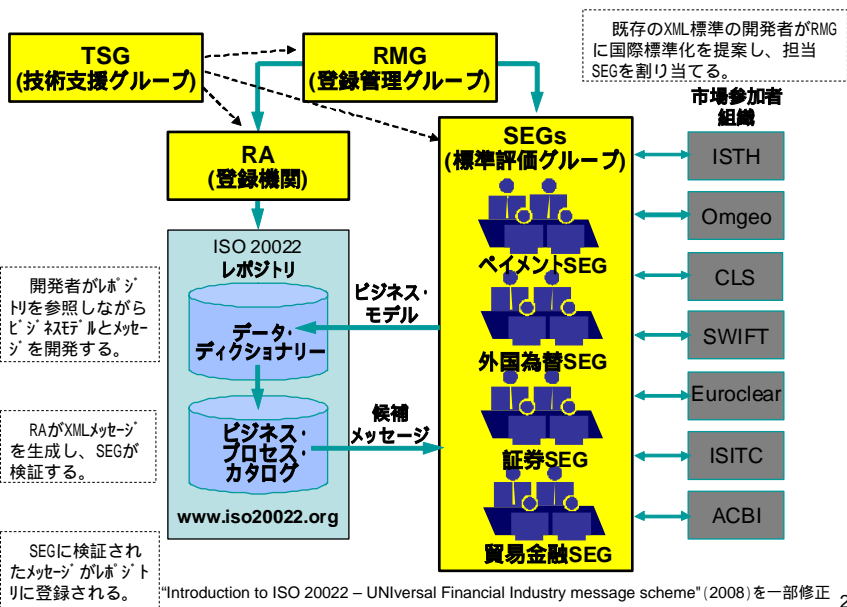 TSG
(技術支援グループ)
RMG
(登録管理グループ)
既存のXML標準の開発者がRMG
に国際標準化を提案し、担当
SEGを割り当てる。
市場参加者
組織
RA
(登録機関)
SEGs
(標準評価グループ)
ISTH
Omgeo
CLS
SWIFT
Euroclear
ISITC
ACBI
ペイメントSEG
外国為替SEG
証券SEG
貿易金融SEG
ISO 20022
レポジトリ
データ・
ディクショナリー
ビジネス・
プロセス・
カタログ
www.iso20022.org
ビジネス・
モデル
候補
メッセージ
開発者がレポジ
トリを参照しながら
ビジネスモデルとメッセー
ジを開発する。
RAがXMLメッセージ
を生成し、SEGが
検証する。
SEGに検証され
たメッセージがレポジト
リに登録される。
"Introduction to ISO 20022 – UNIversal Financial Industry message scheme"(2008)を一部修正
2